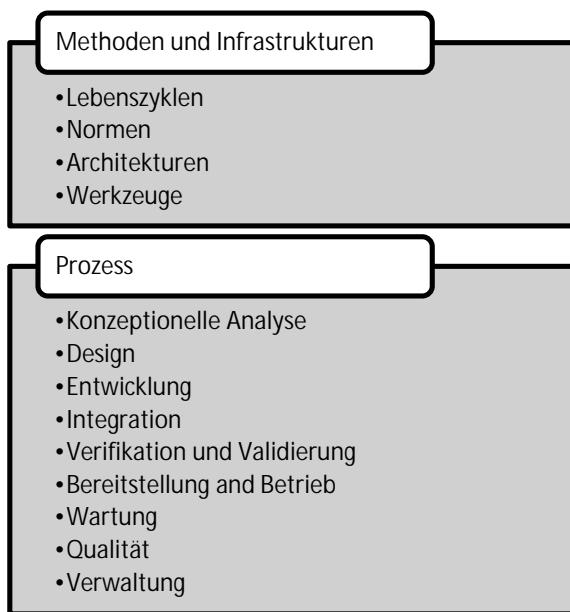 Methoden und Infrastrukturen
•Lebenszyklen
•Normen
•Architekturen
•Werkzeuge
Prozess
•Konzeptionelle Analyse
•Design
•Entwicklung
•Integration
•Verifikation und Validierung
•Bereitstellung and Betrieb
•Wartung
•Qualität
•Verwaltung